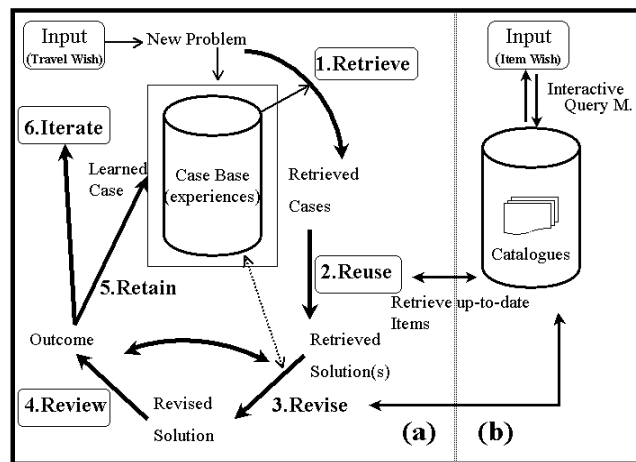 Input
(Travel Wish)
New Problem
1.Retrieve
6.Iterate
Learned
Case
Case Base
(experiences)
Retrieved
Cases
5.Retain
2.Reuse
Outcome
Retrieved
Solution(s)
4.Review
Revised
Solution
3.Revise
(a)
Input
(Item Wish)
Interactive
Query M.
Catalogues
Retrieve up-to-date
Items
(b)